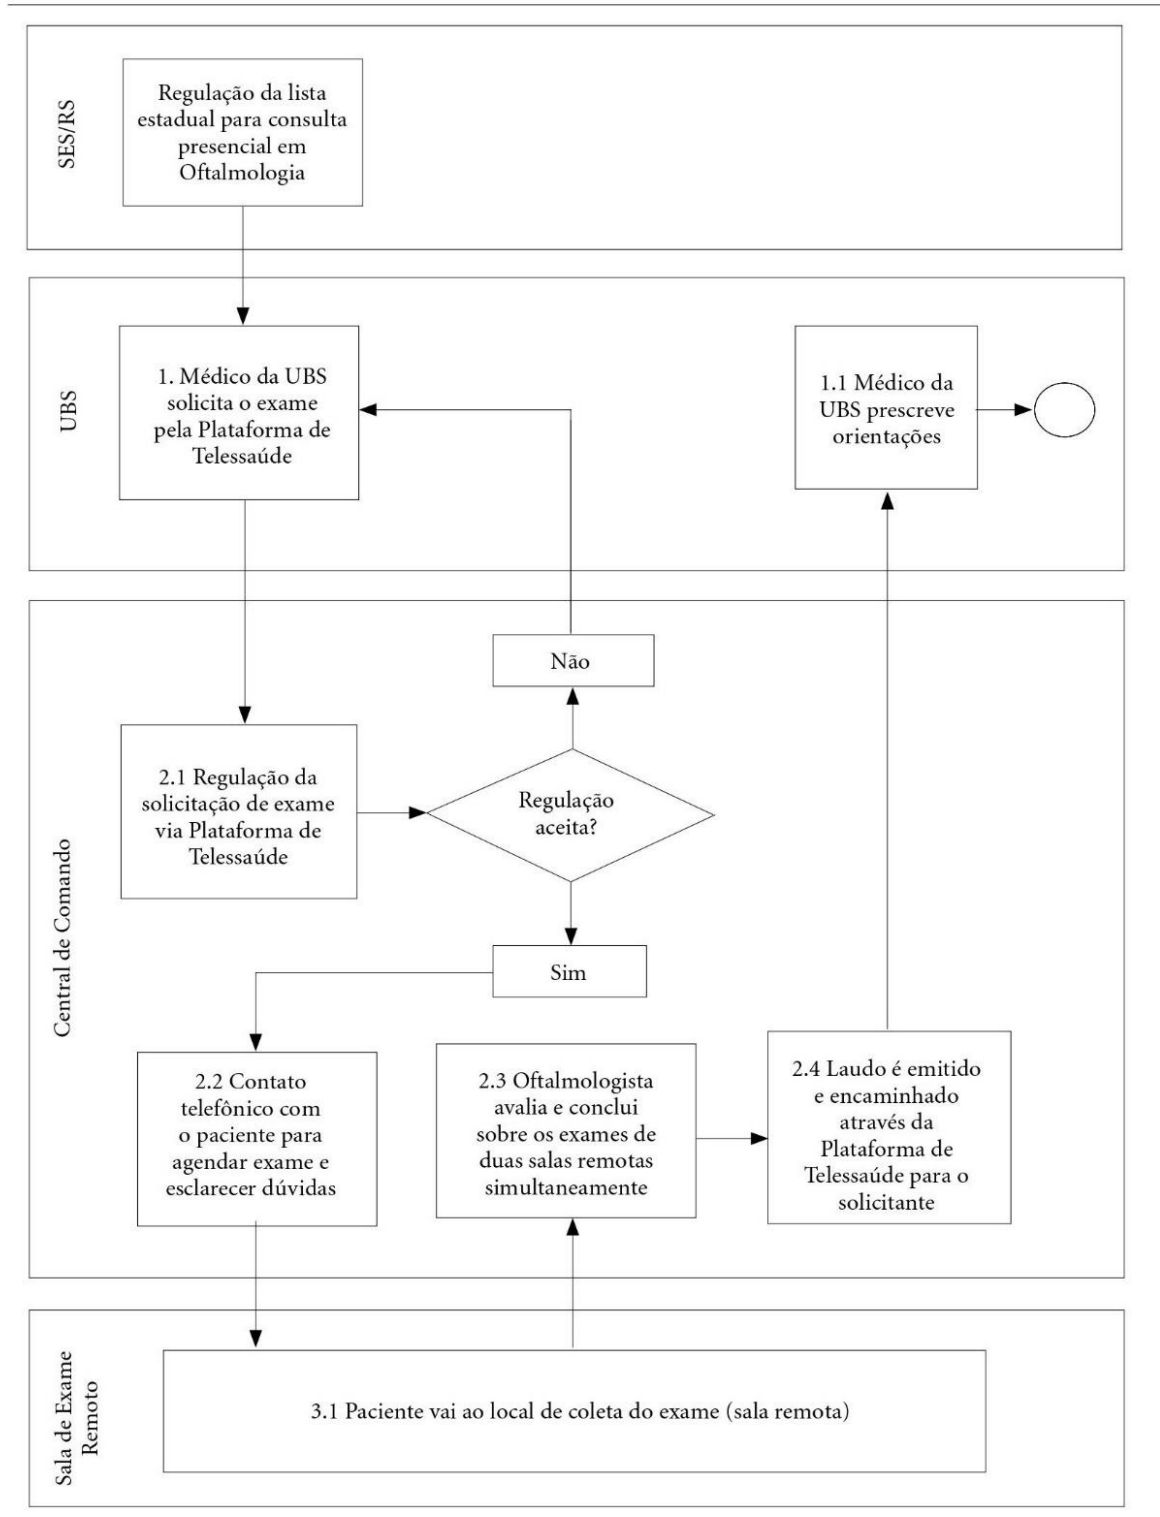 SES/RS
Regulação da lista
estadual para consulta
presencial em
Oftalmologia
UBS
1. Médico da UBS
solicita o exame
pela Plataforma de
Telessaúde
1.1 Médico da
UBS prescreve
orientações
Central de Comando
Não
2.1 Regulação da
solicitação de exame
via Plataforma de
Telessaúde
Regulação
aceita?
Sim
2.2 Contato
telefônico com
o paciente para
agendar exame e
esclarecer dúvidas
2.3 Oftalmologista
avalia e conclui
sobre os exames de
duas salas remotas
simultaneamente
2.4 Laudo é emitido
e encaminhado
através da
Plataforma de
Telessaúde para o
solicitante
Sala de Exame
Remoto
3.1 Paciente vai ao local de coleta do exame (sala remota)